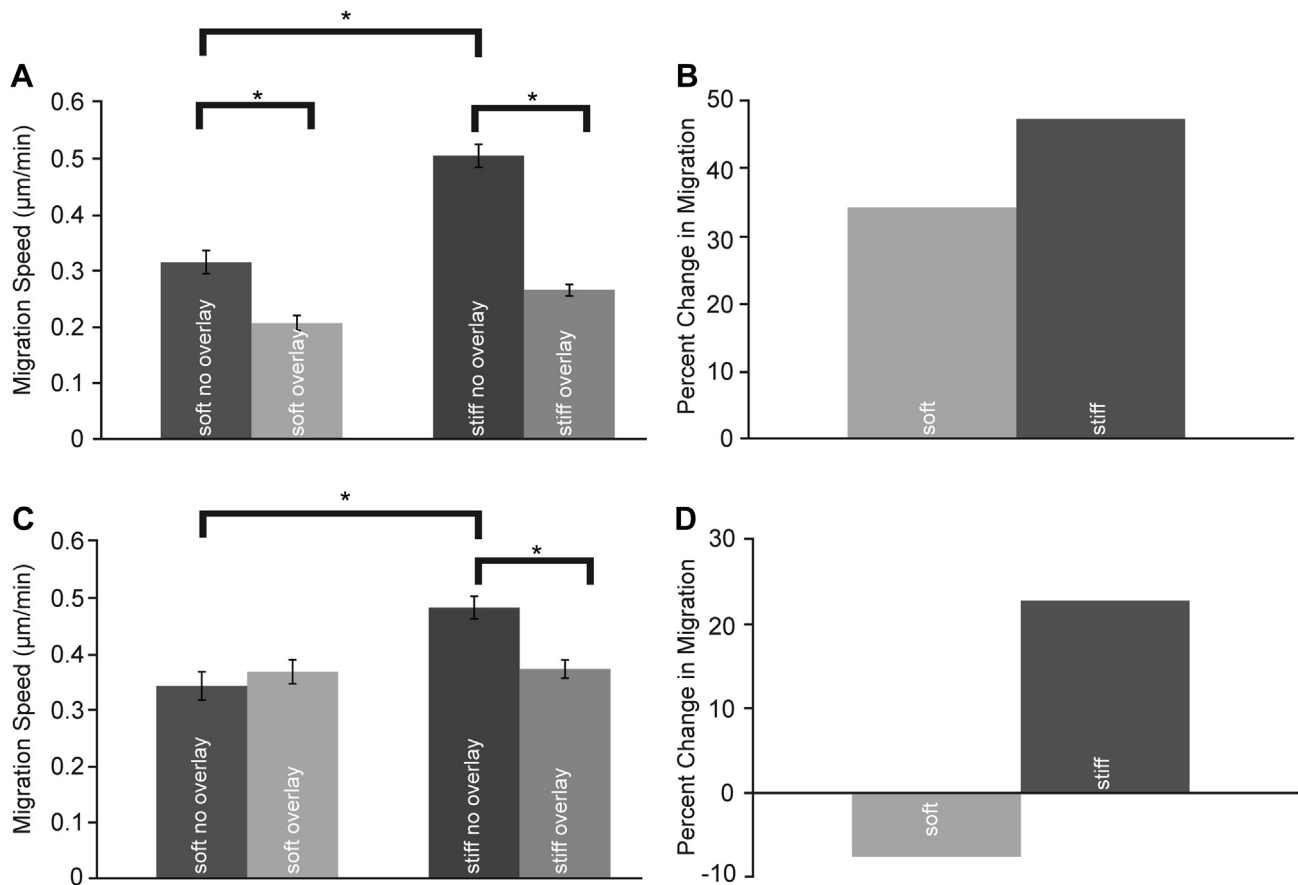 *
A
Migration Speed (µm/min)
0.6
0.5
0.4
0.3
0.2
0.1
0
*
*
soft no overlay
soft overlay
stiff no overlay
stiff overlay
B
Percent Change in Migration
50
40
30
20
10
0
soft
stiff
C
Migration Speed (µm/min)
0.6
0.5
0.4
0.3
0.2
0.1
0
*
*
soft no overlay
soft overlay
stiff no overlay
stiff overlay
D
Percent Change in Migration
30
20
10
0
-10
soft
stiff